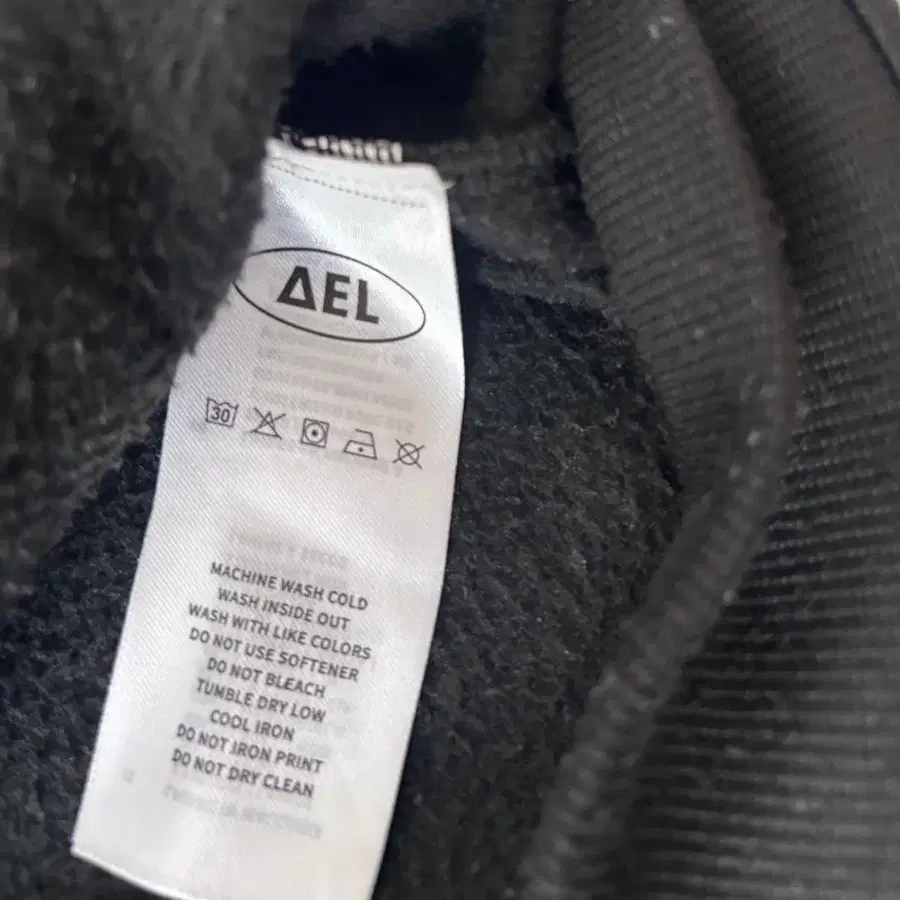 ΔEL
30
MACHINE WASH COLD
WASH INSIDE OUT
WASH WITH LIKE COLORS
DO NOT USE SOFTENER
DO NOT BLEACH
TUMBLE DRY LOW
COOL IRON
DO NOT IRON PRINT
DO NOT DRY CLEAN